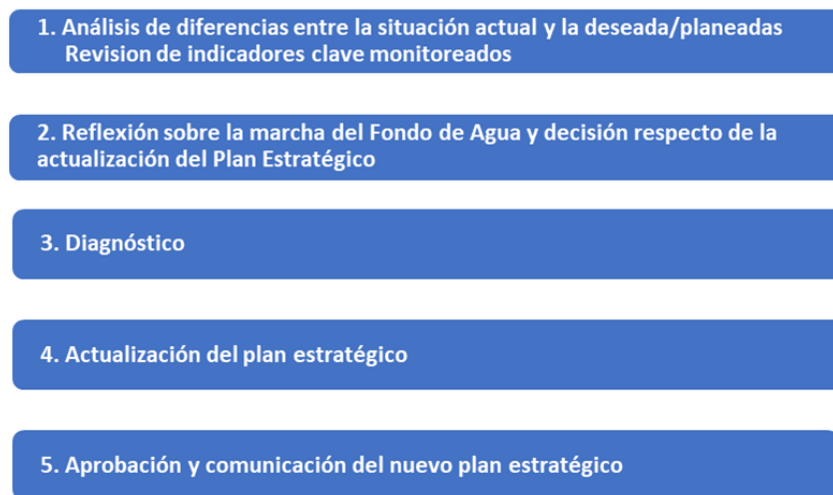 1. Análisis de diferencias entre la situación actual y la deseada/planeadas
Revision de indicadores clave monitoreados
2. Reflexión sobre la marcha del Fondo de Agua y decisión respecto de la
actualización del Plan Estratégico
3. Diagnóstico
4. Actualización del plan estratégico
5. Aprobación y comunicación del nuevo plan estratégico